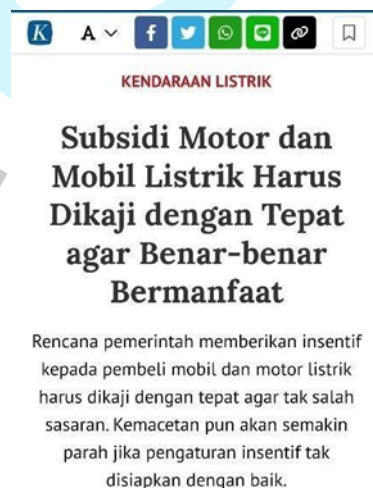 K A f
KENDARAAN LISTRIK
Subsidi Motor dan
Mobil Listrik Harus
Dikaji dengan Tepat
agar Benar-benar
Bermanfaat
Rencana pemerintah memberikan insentif
kepada pembeli mobil dan motor listrik
harus dikaji dengan tepat agar tak salah
sasaran. Kemacetan pun akan semakin
parah jika pengaturan insentif tak
disiapkan dengan baik.